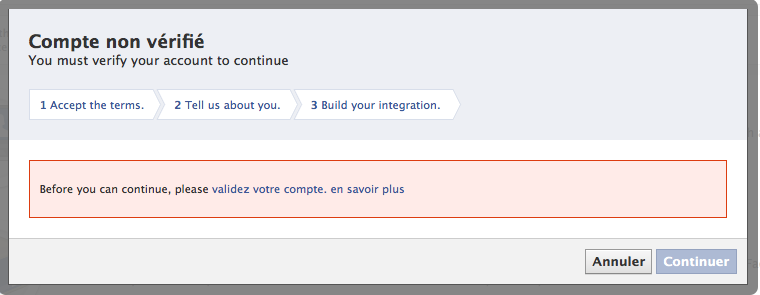 Compte non vérifié
You must verify your account to continue
1 Accept the terms. 2 Tell us about you. 3 Build your integration.
Before you can continue, please validez votre compte. en savoir plus
Annuler Continuer